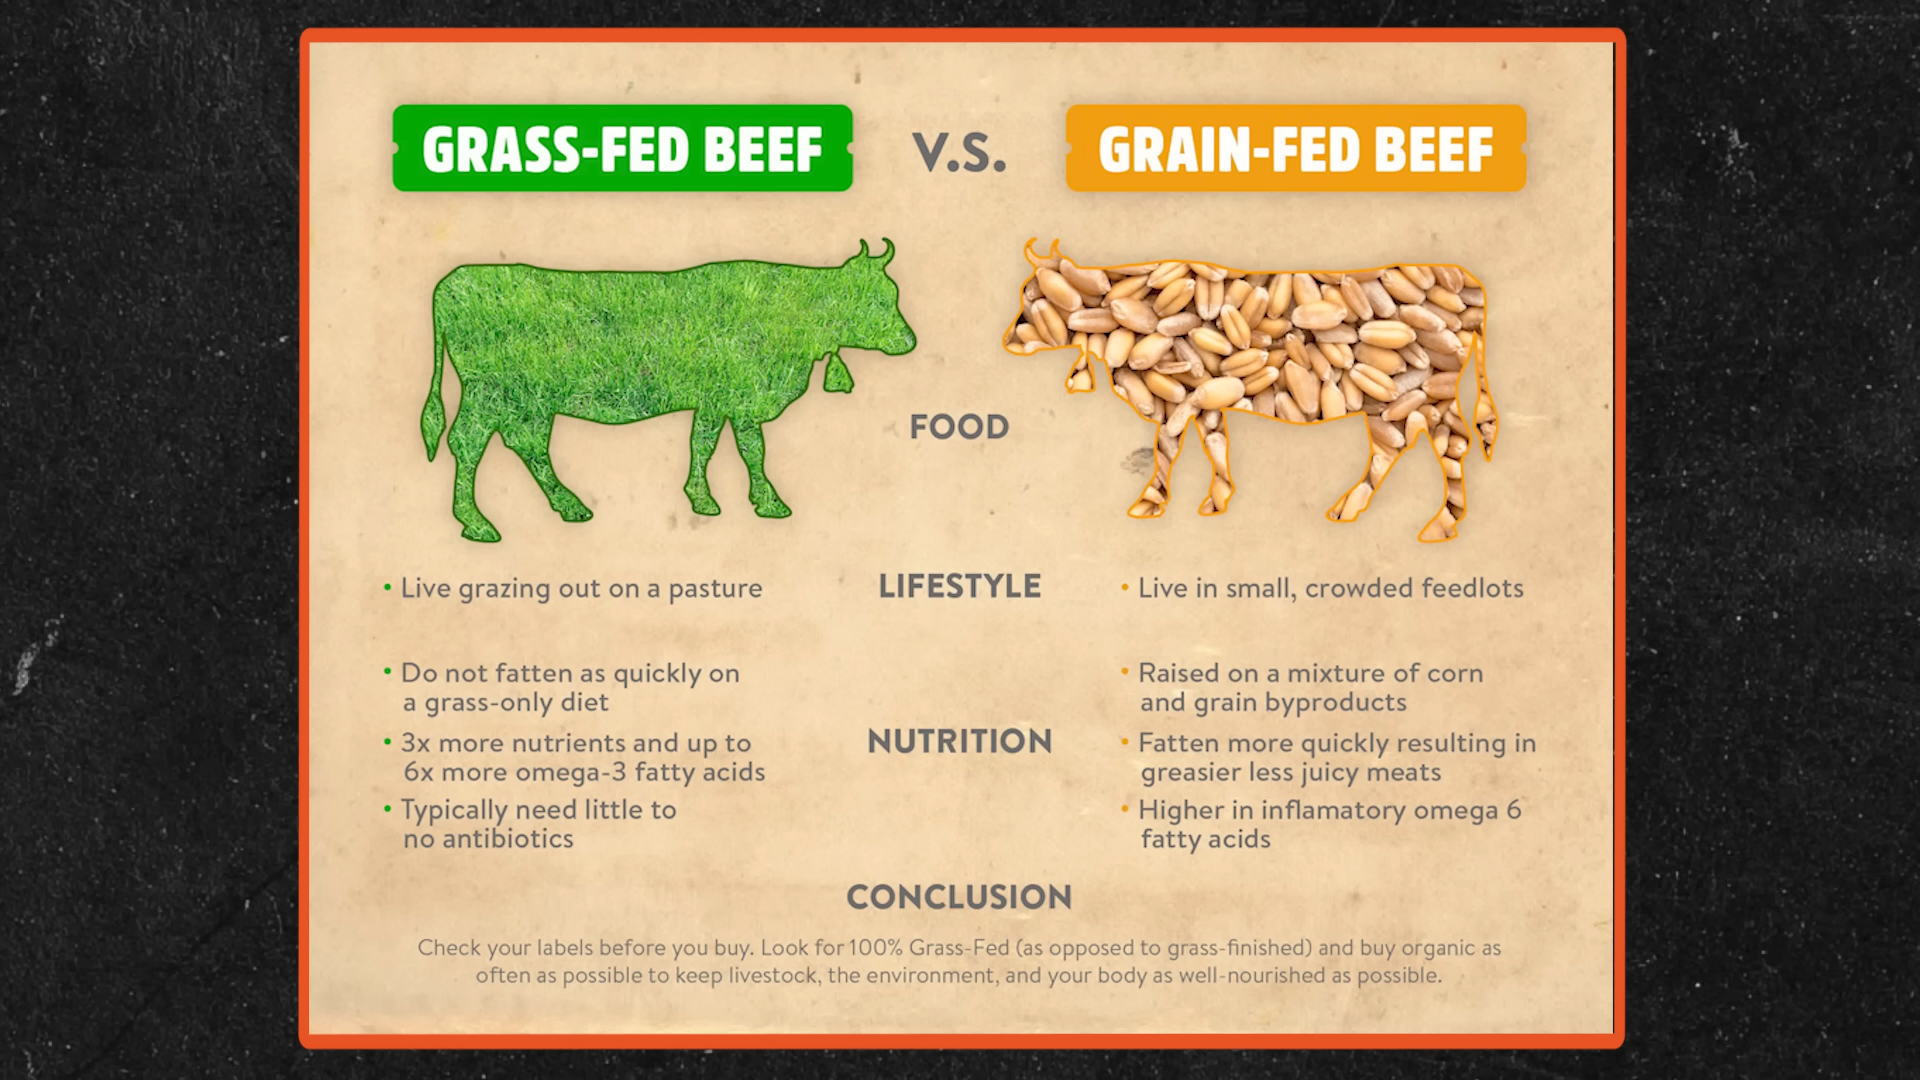 GRASS-FED BEEF V.S. GRAIN-FED BEEF
FOOD
LIFESTYLE
• Live grazing out on a pasture
• Live in small, crowded feedlots
NUTRITION
• Do not fatten as quickly on
a grass-only diet
• 3x more nutrients and up to
6x more omega-3 fatty acids
• Typically need little to
no antibiotics
• Raised on a mixture of corn
and grain byproducts
• Fatten more quickly resulting in
greasier less juicy meats
• Higher in inflamatory omega 6
fatty acids
CONCLUSION
Check your labels before you buy. Look for 100% Grass-Fed (as opposed to grass-finished) and buy organic as
often as possible to keep livestock, the environment, and your body as well-nourished as possible.